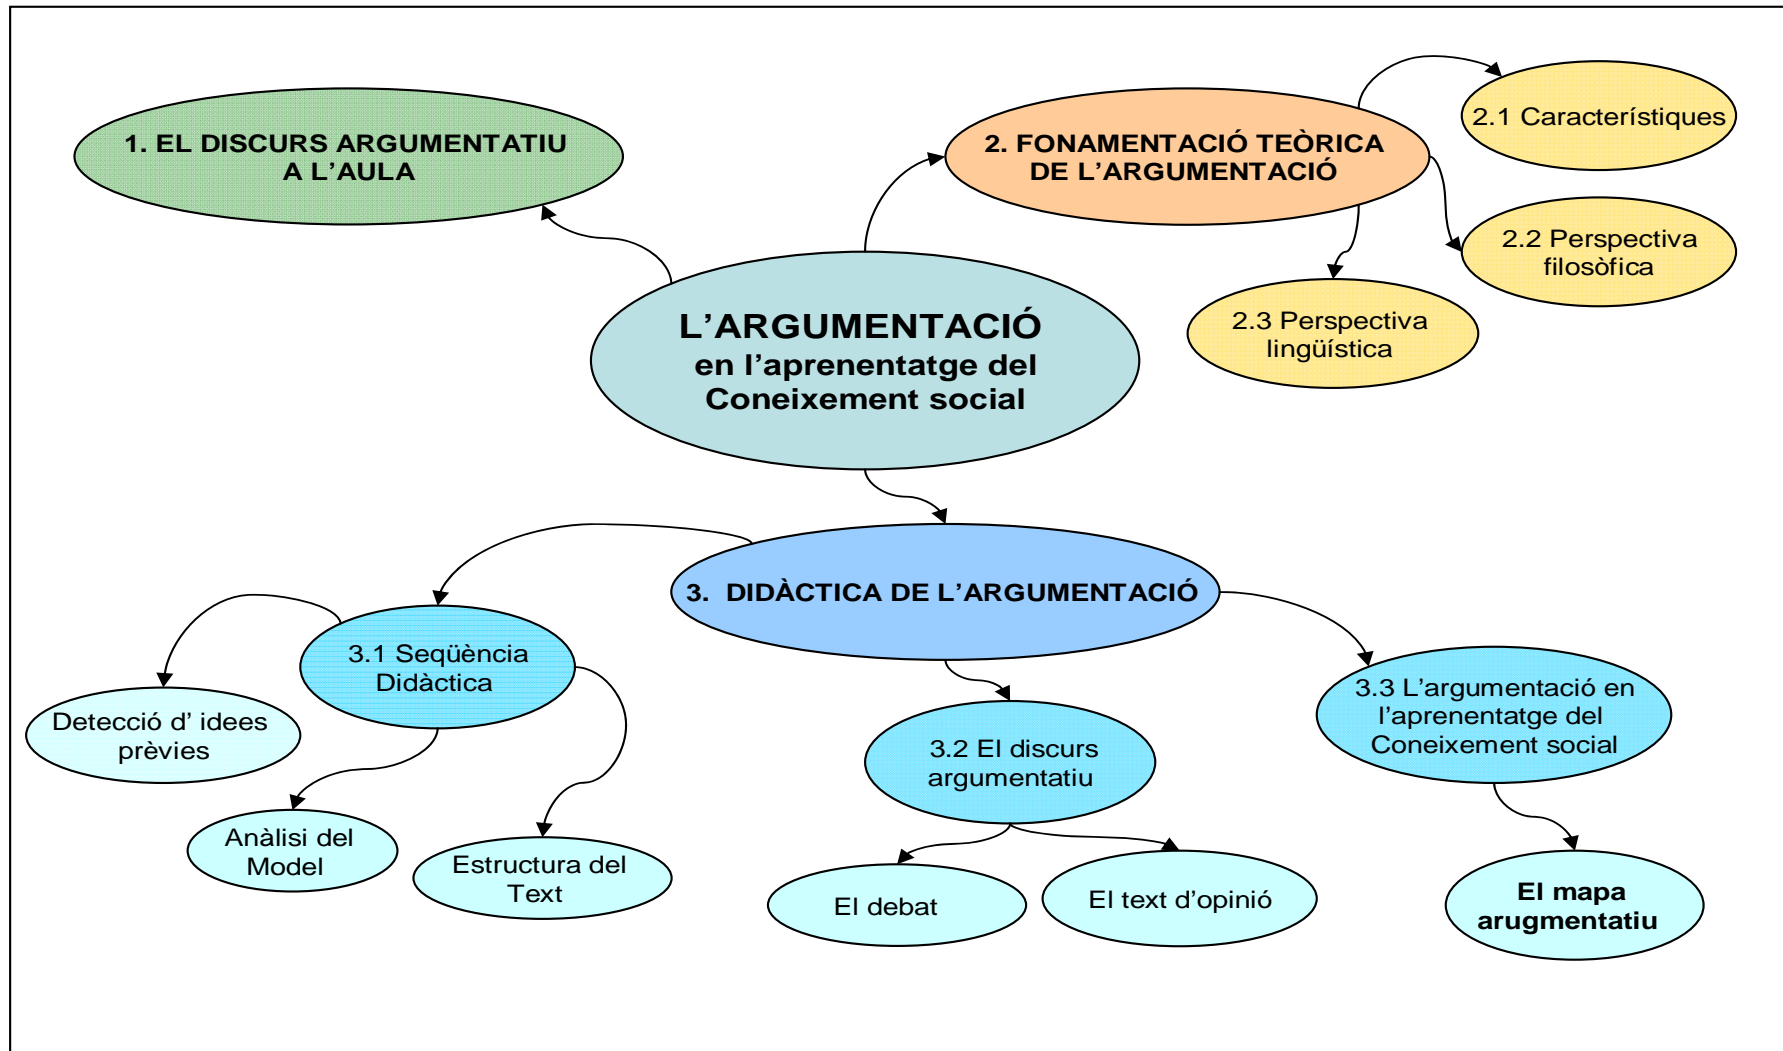 1. EL DISCURS ARGUMENTATIU
A L’AULA
2. FONAMENTACIÓ TEÒRICA
DE L’ARGUMENTACIÓ
2.1 Característiques
2.2 Perspectiva
filosòfica
2.3 Perspectiva
lingüística
L’ARGUMENTACIÓ
en l’aprenentatge del
Coneixement social
3. DIDÀCTICA DE L’ARGUMENTACIÓ
3.1 Seqüència
Didàctica
Detecció d’ idees
prèvies
Anàlisi del
Model
Estructura del
Text
3.2 El discurs
argumentatiu
El debat
El text d’opinió
3.3 L’argumentació en
l’aprenentatge del
Coneixement social
El mapa
arugmentatiu